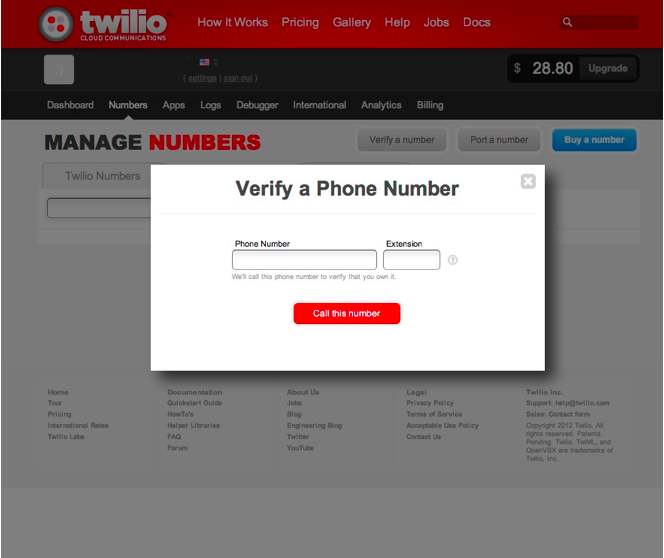 twilio
CLOUD COMMUNICATIONS
How It Works Pricing Gallery Help Jobs Docs
( settings | sign out )
$ 28.80 Upgrade
Dashboard Numbers Apps Logs Debugger International Analytics Billing
MANAGE NUMBERS
Verify a number Port a number Buy a number
Twilio Numbers
Verify a Phone Number
Phone Number Extension
We'll call this phone number to verify that you own it.
Call this number
Home
Tour
Pricing
International Rates
Twilio Labs
Documentation
Quickstart Guide
HowTo's
Helper Libraries
FAQ
Forum
About Us
Jobs
Blog
Engineering Blog
Twitter
YouTube
Legal
Privacy Policy
Terms of Service
Acceptable Use Policy
Contact Us
Twilio Inc.
Support: help@twilio.com
Sales: Contact form
Copyright 2012 Twilio. All
rights reserved. Patents
Pending. Twilio, TwiML, and
OpenVBX are trademarks of
Twilio, Inc.